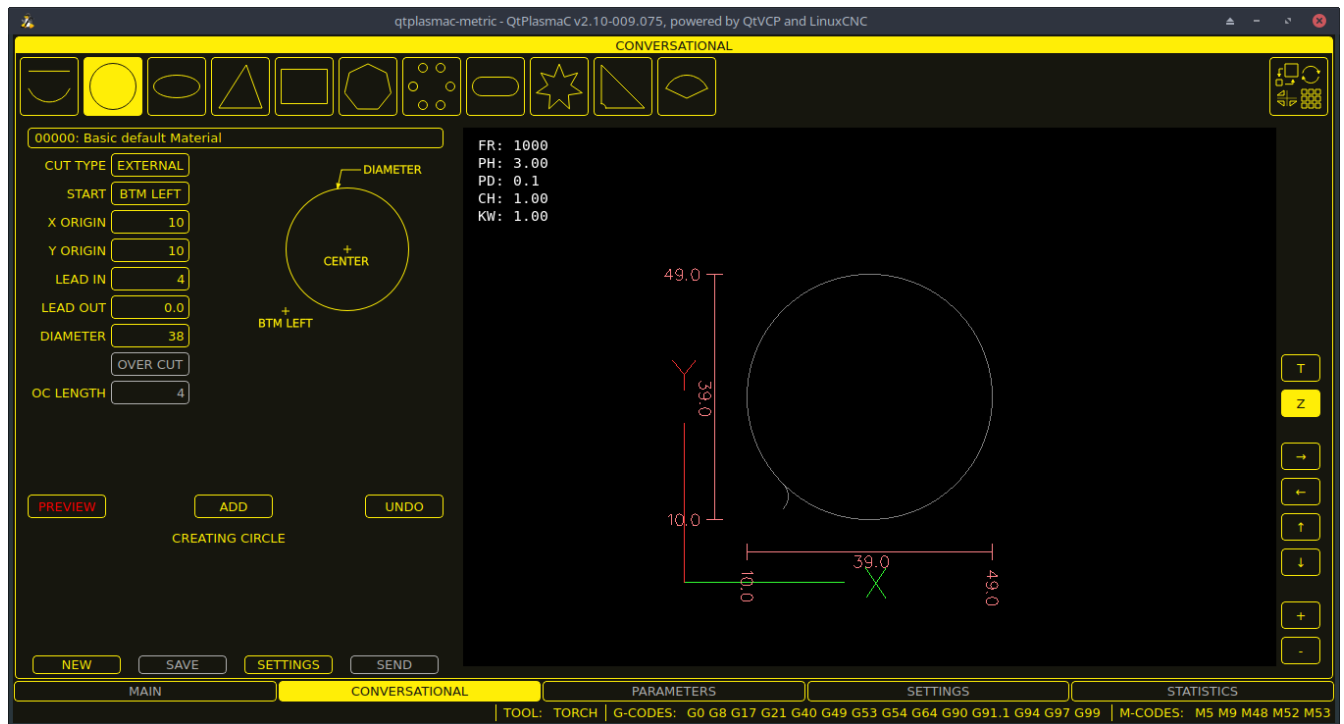 qtplasmac-metric - QtPlasmaC v2.10-009.075, powered by QtVCP and LinuxCNC
CONVERSATIONAL
00000: Basic default Material
CUT TYPE EXTERNAL
START BTM LEFT
X ORIGIN 10
Y ORIGIN 10
LEAD IN 4
LEAD OUT 0.0
DIAMETER 38
OVER CUT
OC LENGTH 4
DIAMETER
CENTER
BTM LEFT
PREVIEW ADD UNDO
CREATING CIRCLE
NEW SAVE SETTINGS SEND
FR: 1000
PH: 3.00
PD: 0.1
CH: 1.00
KW: 1.00
49.0
Y
39.0
10.0
39.0
10.0
X
49.0
T
Z
→
←
↑
↓
+
-
MAIN CONVERSATIONAL PARAMETERS SETTINGS STATISTICS
TOOL: TORCH G-CODES: G0 G8 G17 G21 G40 G49 G53 G54 G64 G90 G91.1 G94 G97 G99 M-CODES: M5 M9 M48 M52 M53